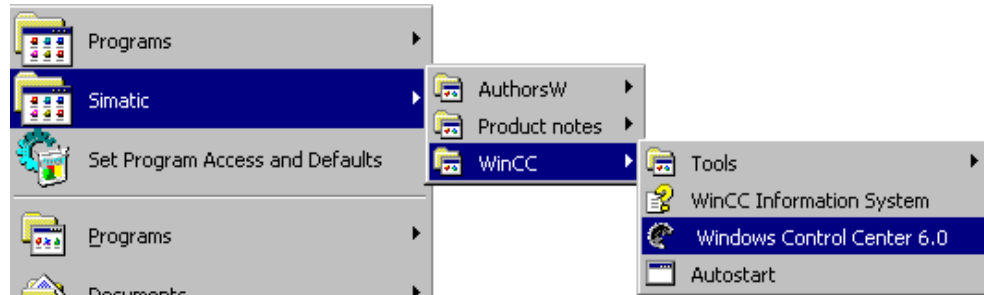 Programs
Simatic
Set Program Access and Defaults
Programs
Documents
AuthorsW
Product notes
WinCC
Tools
WinCC Information System
Windows Control Center 6.0
Autostart